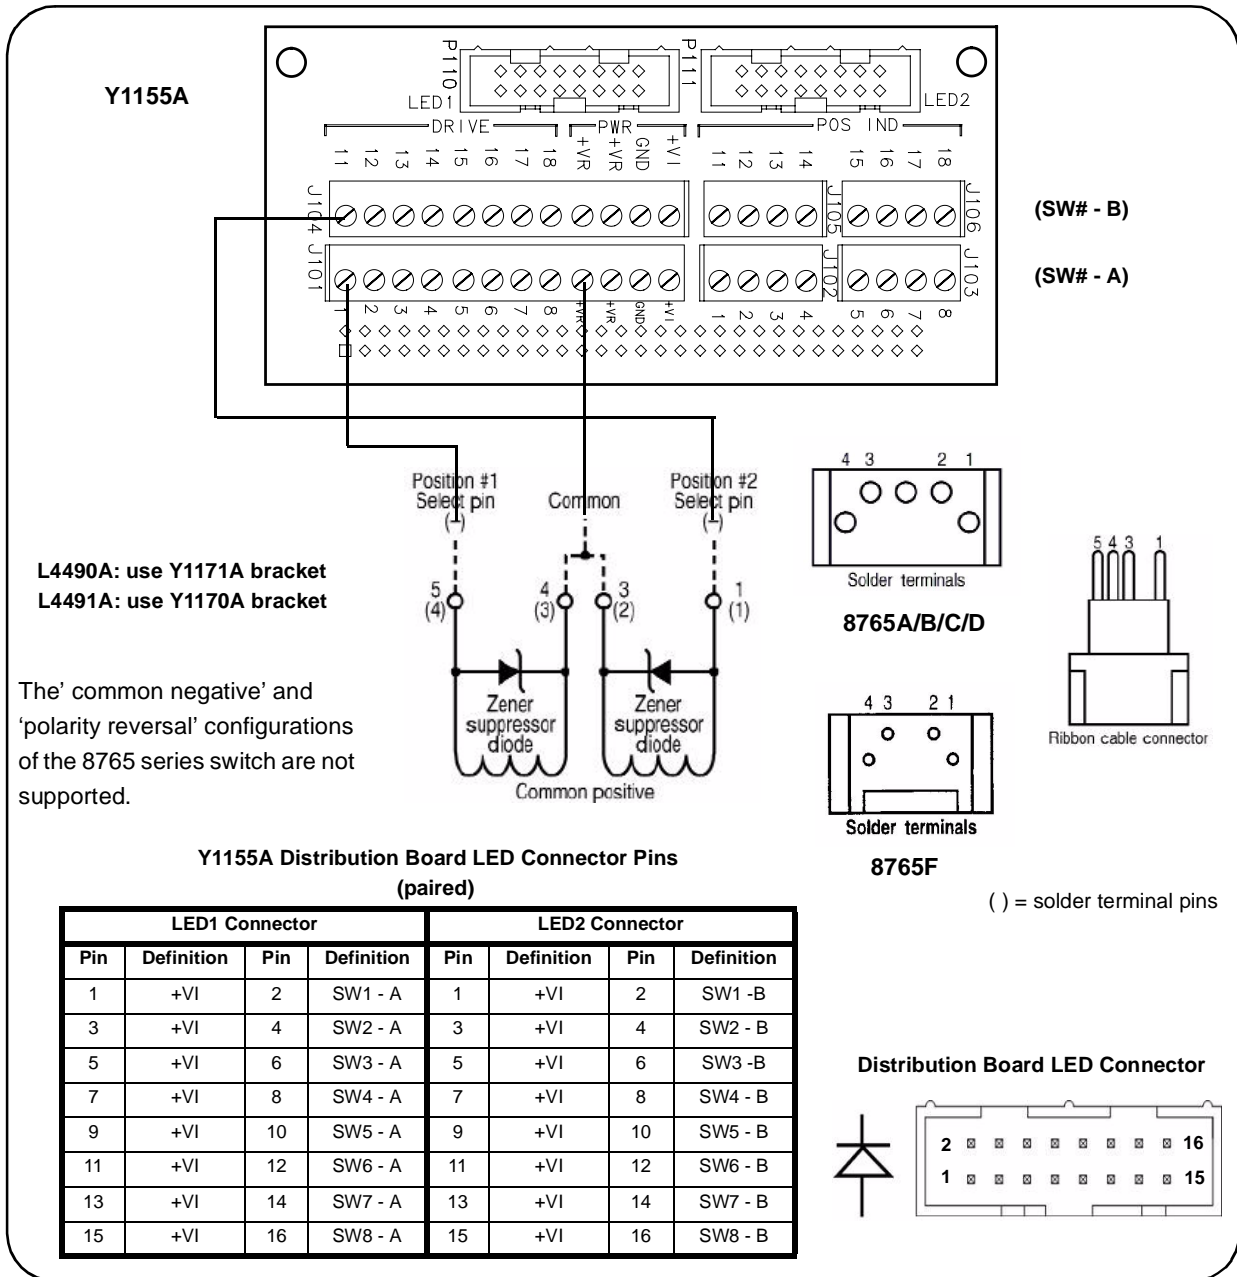 Y1155A
P110
P111
LED1
LED2
DRIVE
PWR
POS IND
11 12 13 14 15 16 17 18 +VR +VR GND +VI 11 12 13 14 15 16 17 18
J104
J105
J106
(SW# - B)
J101
J102
J103
(SW# - A)
1 2 3 4 5 6 7 8 +VR +VR GND +VI 1 2 3 4 5 6 7 8
Position #1
Select pin
(-)
Common
Position #2
Select pin
(-)
5
(4)
4
(3)
3
(2)
1
(1)
Zener
suppressor
diode
Zener
suppressor
diode
Common positive
L4490A: use Y1171A bracket
L4491A: use Y1170A bracket
The' common negative' and
‘polarity reversal’ configurations
of the 8765 series switch are not
supported.
4 3 2 1
Solder terminals
8765A/B/C/D
5 4 3 1
Ribbon cable connector
4 3 2 1
Solder terminals
8765F
( ) = solder terminal pins
Y1155A Distribution Board LED Connector Pins
(paired)
LED1 Connector LED2 Connector
Pin Definition Pin Definition Pin Definition Pin Definition
1 +VI 2 SW1 - A 1 +VI 2 SW1 -B
3 +VI 4 SW2 - A 3 +VI 4 SW2 - B
5 +VI 6 SW3 - A 5 +VI 6 SW3 -B
7 +VI 8 SW4 - A 7 +VI 8 SW4 - B
9 +VI 10 SW5 - A 9 +VI 10 SW5 - B
11 +VI 12 SW6 - A 11 +VI 12 SW6 - B
13 +VI 14 SW7 - A 13 +VI 14 SW7 - B
15 +VI 16 SW8 - A 15 +VI 16 SW8 - B
Distribution Board LED Connector
2 16
1 15